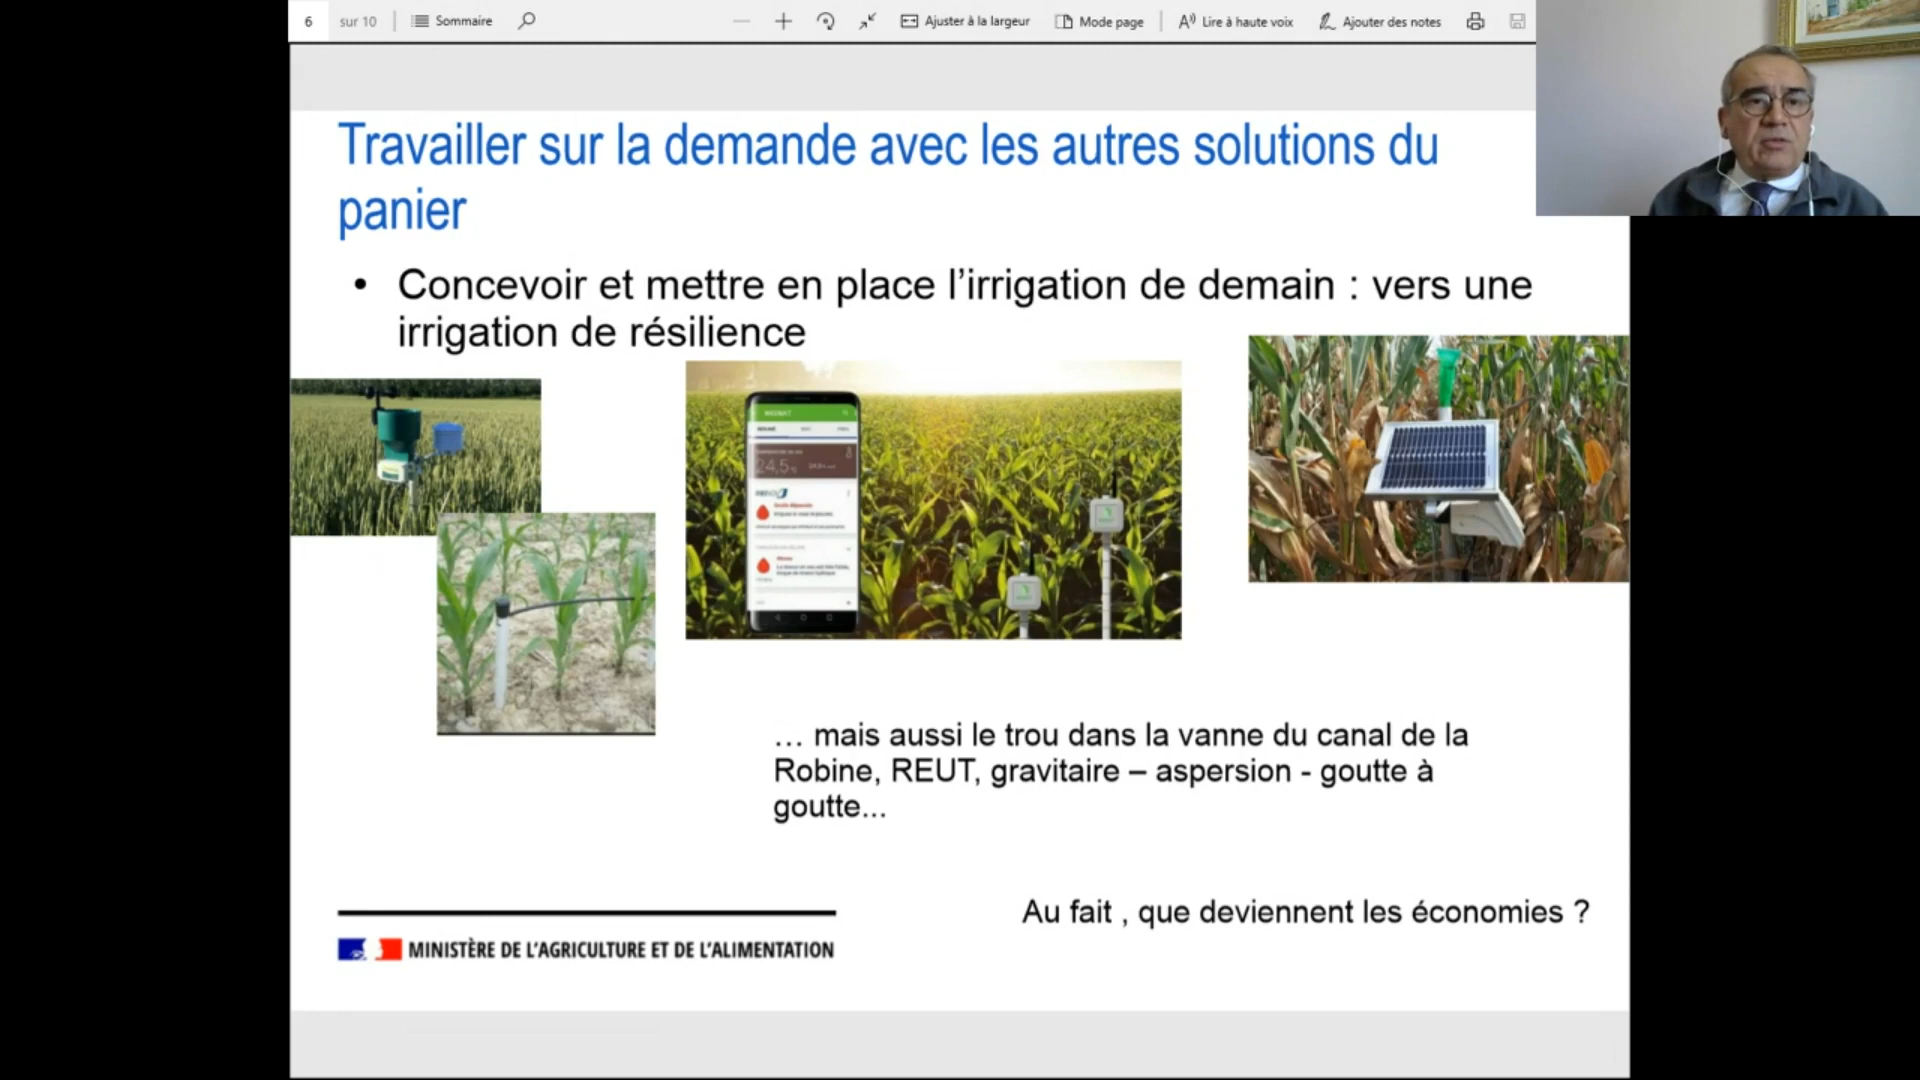 6 sur 10 Sommaire Ajuster à la largeur Mode page Lire à haute voix Ajouter des notes
Travailler sur la demande avec les autres solutions du
panier
• Concevoir et mettre en place l’irrigation de demain : vers une
irrigation de résilience
24,5
… mais aussi le trou dans la vanne du canal de la
Robine, REUT, gravitaire – aspersion - goutte à
goutte...
Au fait , que deviennent les économies ?
MINISTÈRE DE L’AGRICULTURE ET DE L’ALIMENTATION